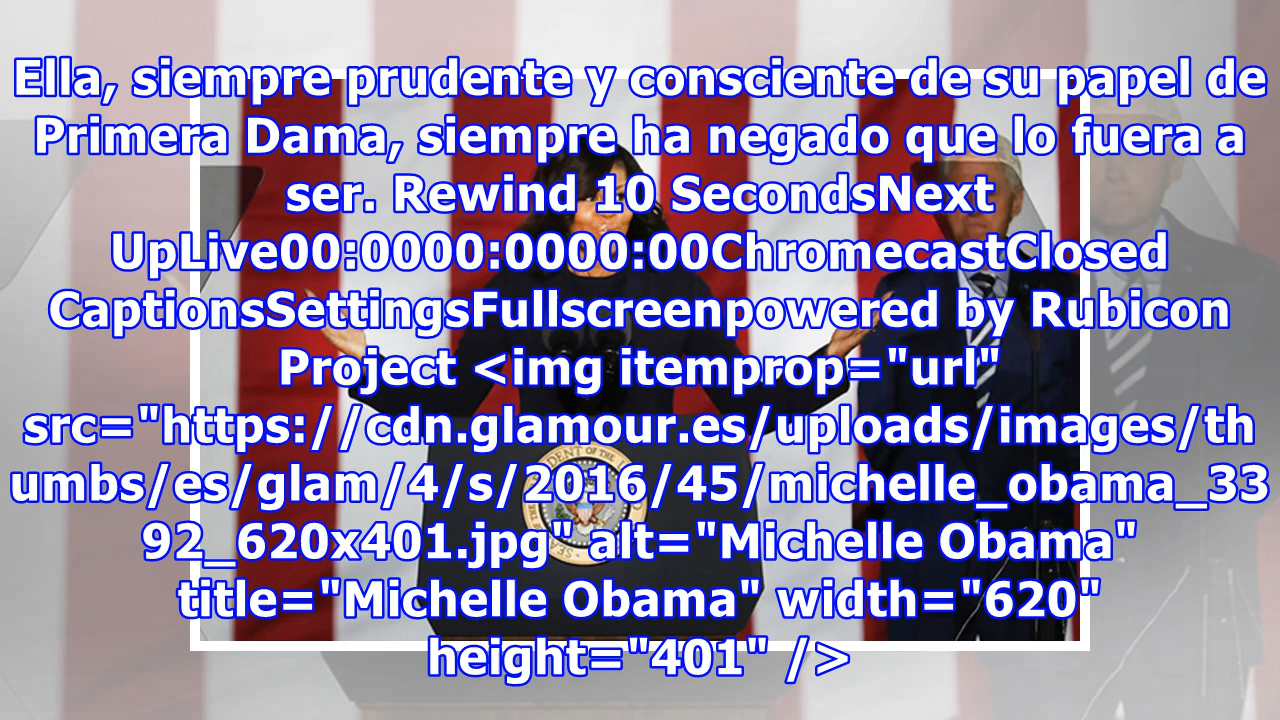 Ella, siempre prudente y consciente de su papel de
Primera Dama, siempre ha negado que lo fuera a
ser. Rewind 10 SecondsNext
UpLive00:0000:0000:00ChromecastClosed
CaptionsSettingsFullscreenpowered by Rubicon
Project <img itemprop="url"
src="https://cdn.glamour.es/uploads/images/th
umbs/es/glam/4/s/2016/45/michelle_obama_33
92_620x401.jpg" alt="Michelle Obama"
title="Michelle Obama" width="620"
height="401" />